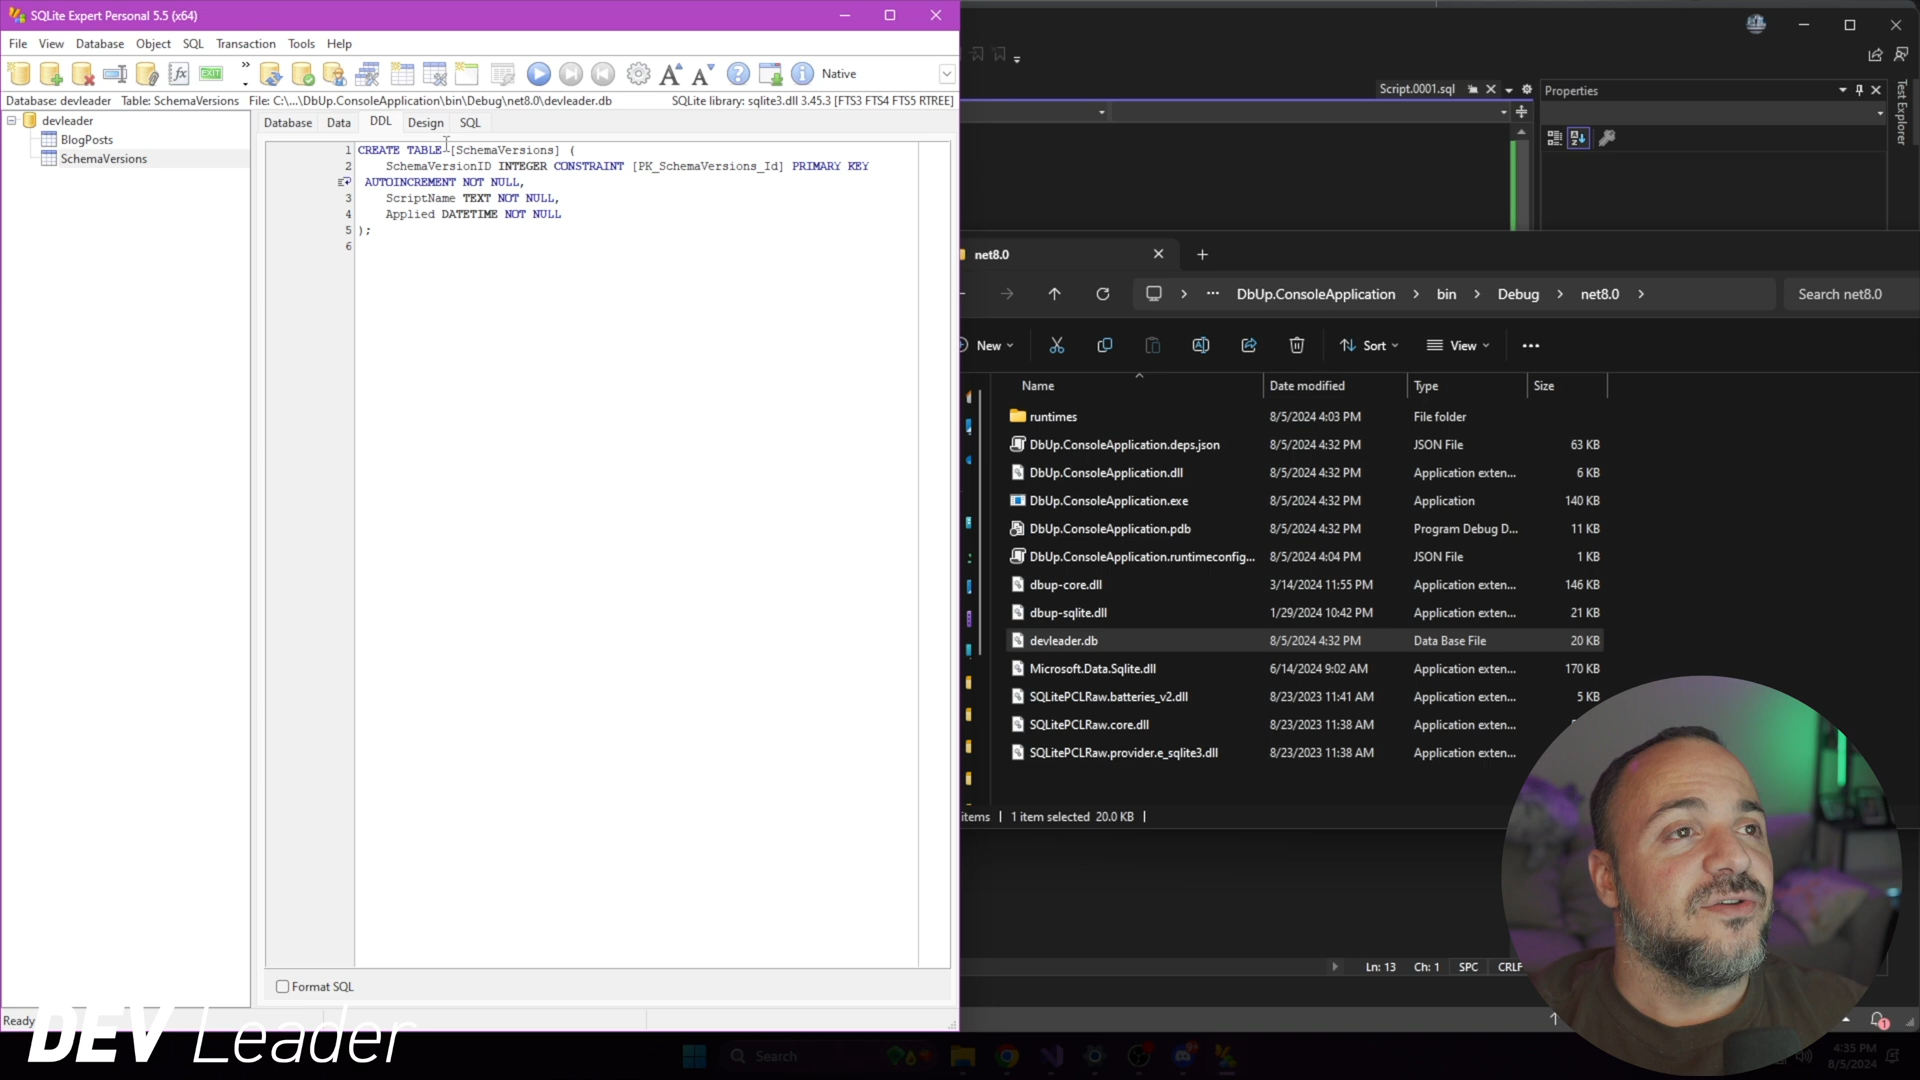 SQLite Expert Personal 5.5 (x64)
File View Database Object SQL Transaction Tools Help
EXIT
Native
Database: devleader Table: SchemaVersions File: C:\...\DbUp.ConsoleApplication\bin\Debug\net8.0\devleader.db SQLite library: sqlite3.dll 3.45.3 [FTS3 FTS4 FTS5 RTREE]
devleader
BlogPosts
SchemaVersions
Database Data DDL Design SQL
1 CREATE TABLE [SchemaVersions] (
2 SchemaVersionID INTEGER CONSTRAINT [PK_SchemaVersions_Id] PRIMARY KEY
AUTOINCREMENT NOT NULL,
3 ScriptName TEXT NOT NULL,
4 Applied DATETIME NOT NULL
5 );
6
Format SQL
Ready
DEV Leader
Script.0001.sql
Properties
Test Explorer
net8.0
DbUp.ConsoleApplication > bin > Debug > net8.0 >
Search net8.0
New Sort View
Name Date modified Type Size
runtimes 8/5/2024 4:03 PM File folder
DbUp.ConsoleApplication.deps.json 8/5/2024 4:32 PM JSON File 63 KB
DbUp.ConsoleApplication.dll 8/5/2024 4:32 PM Application exten... 6 KB
DbUp.ConsoleApplication.exe 8/5/2024 4:32 PM Application 140 KB
DbUp.ConsoleApplication.pdb 8/5/2024 4:32 PM Program Debug D... 11 KB
DbUp.ConsoleApplication.runtimeconfig... 8/5/2024 4:04 PM JSON File 1 KB
dbup-core.dll 3/14/2024 11:55 PM Application exten... 146 KB
dbup-sqlite.dll 1/29/2024 10:42 PM Application exten... 21 KB
devleader.db 8/5/2024 4:32 PM Data Base File 20 KB
Microsoft.Data.Sqlite.dll 6/14/2024 9:02 AM Application exten... 170 KB
SQLitePCLRaw.batteries_v2.dll 8/23/2023 11:41 AM Application exten... 5 KB
SQLitePCLRaw.core.dll 8/23/2023 11:38 AM Application exten...
SQLitePCLRaw.provider.e_sqlite3.dll 8/23/2023 11:38 AM Application exten...
items | 1 item selected 20.0 KB |
Ln: 13 Ch: 1 SPC CRLF
1
Search
4:35 PM
8/5/2024